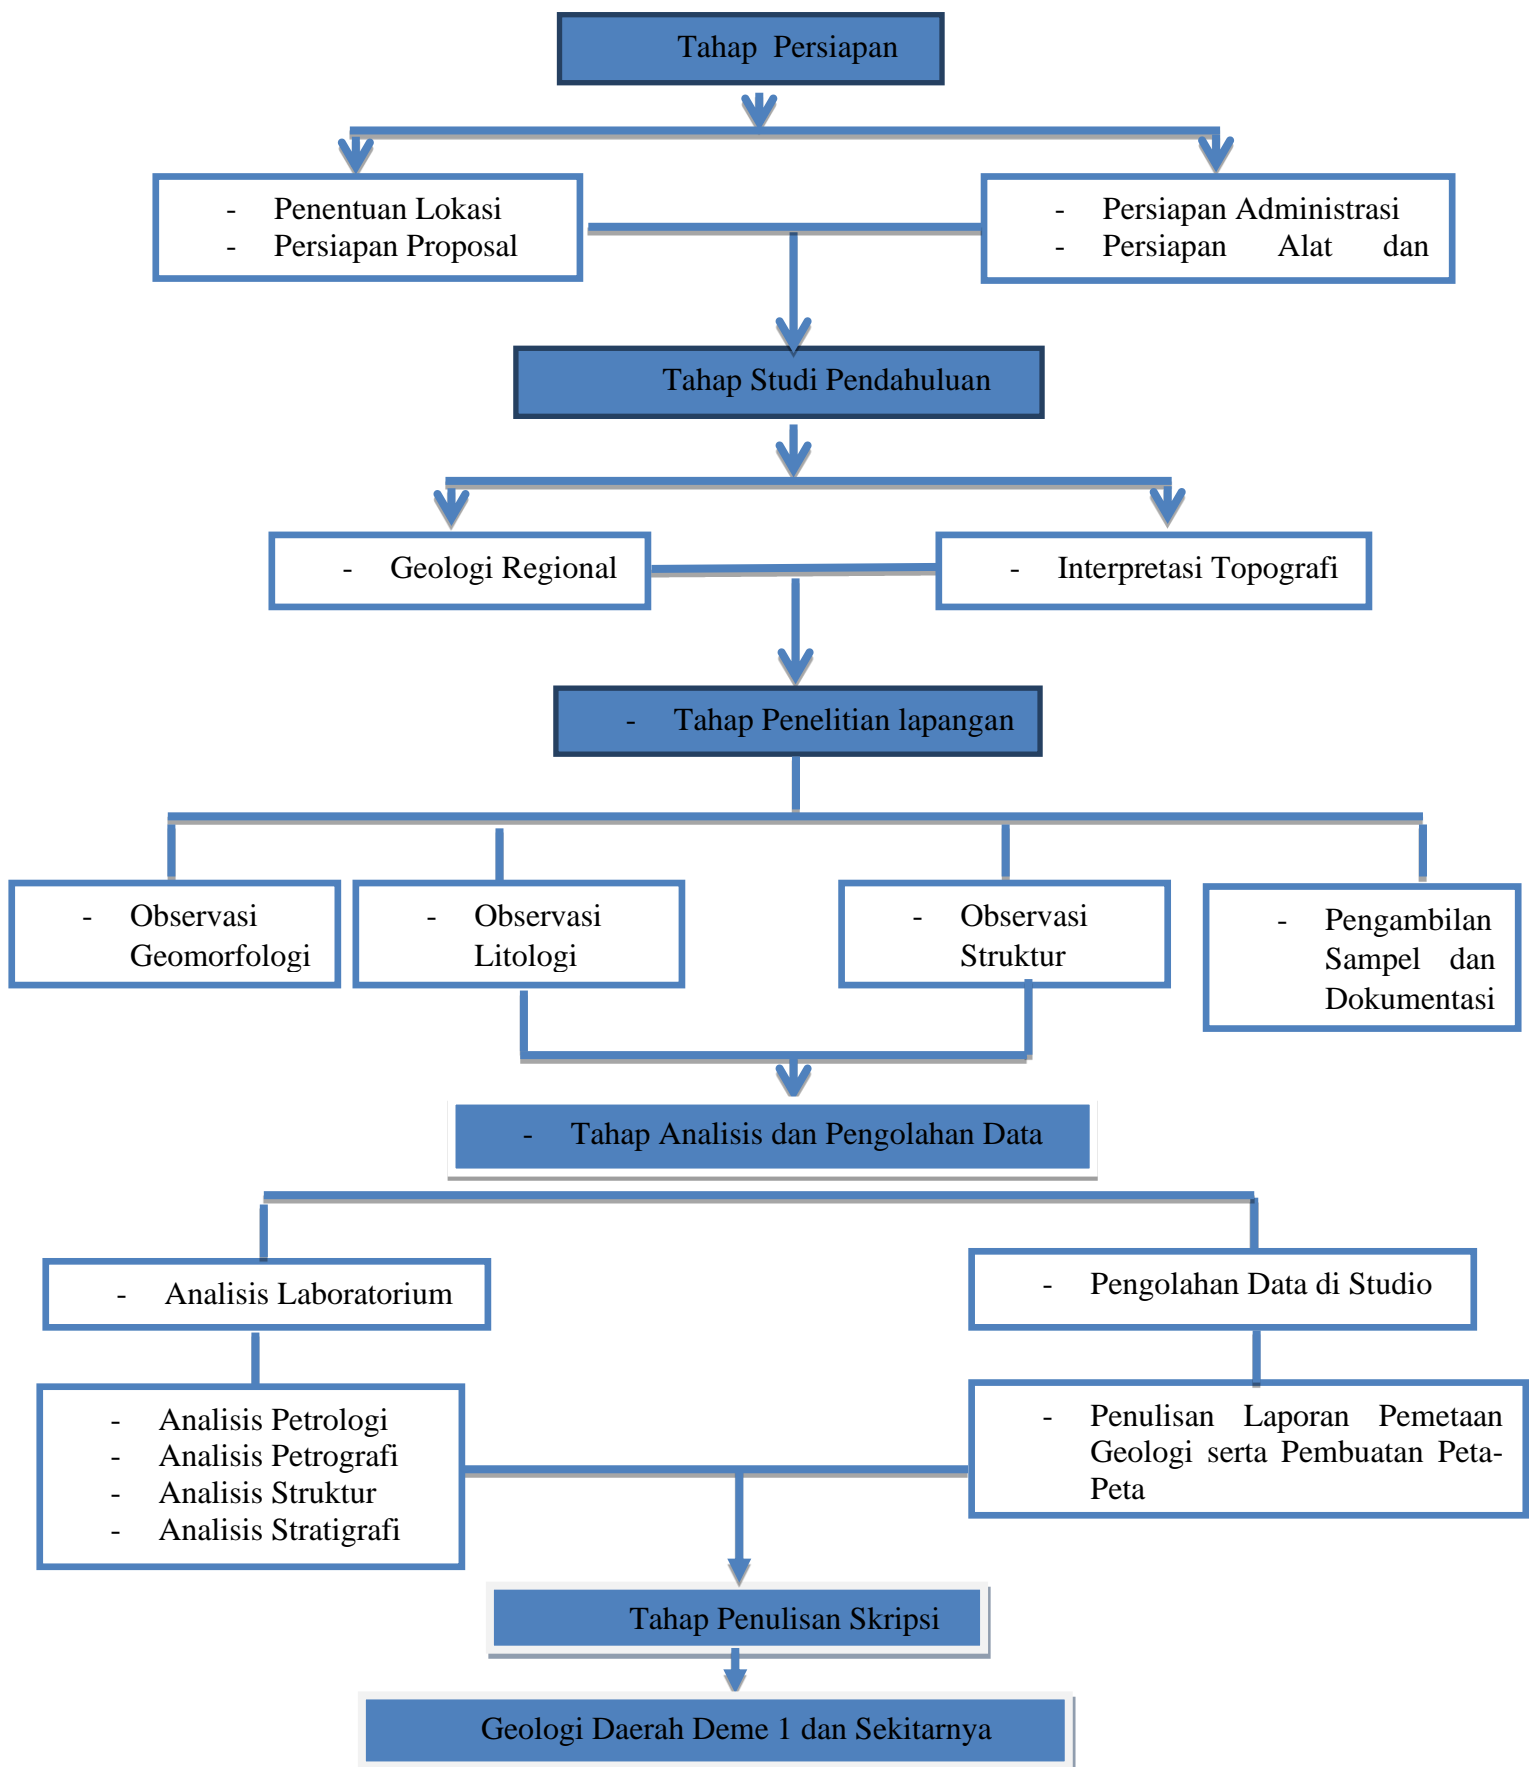 Tahap Persiapan
- Penentuan Lokasi
- Persiapan Proposal
- Persiapan Administrasi
- Persiapan Alat dan
Tahap Studi Pendahuluan
- Geologi Regional
- Interpretasi Topografi
- Tahap Penelitian lapangan
- Observasi
Geomorfologi
- Observasi
Litologi
- Observasi
Struktur
- Pengambilan
Sampel dan
Dokumentasi
- Tahap Analisis dan Pengolahan Data
- Analisis Laboratorium
- Pengolahan Data di Studio
- Analisis Petrologi
- Analisis Petrografi
- Analisis Struktur
- Analisis Stratigrafi
- Penulisan Laporan Pemetaan
Geologi serta Pembuatan Peta-
Peta
Tahap Penulisan Skripsi
Geologi Daerah Deme 1 dan Sekitarnya